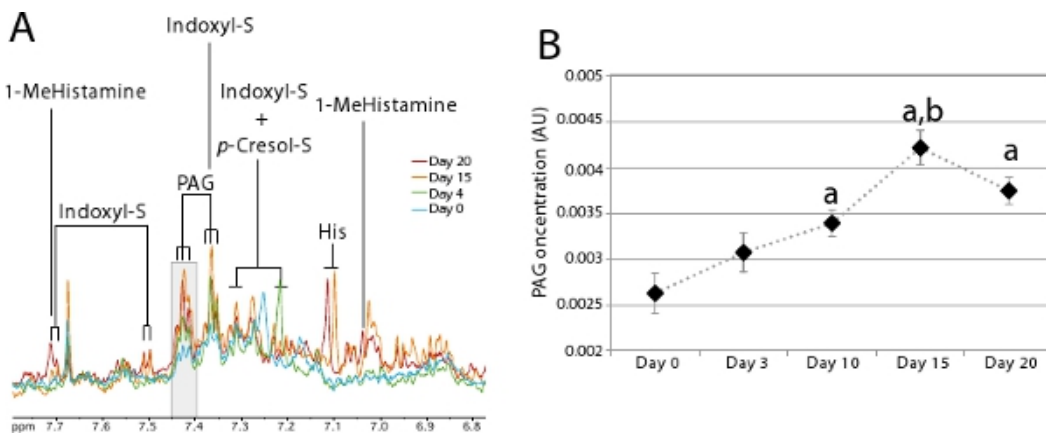 A
Indoxyl-S
1-MeHistamine
Indoxyl-S
+
p-Cresol-S
1-MeHistamine
Day 20
Day 15
Day 4
Day 0
PAG
Indoxyl-S
His
ppm 7.7 7.6 7.5 7.4 7.3 7.2 7.1 7.0 6.9 6.8
B
PAG oncentration (AU)
0.005
0.0045
0.004
0.0035
0.003
0.0025
0.002
a,b
a
a
Day 0 Day 3 Day 10 Day 15 Day 20